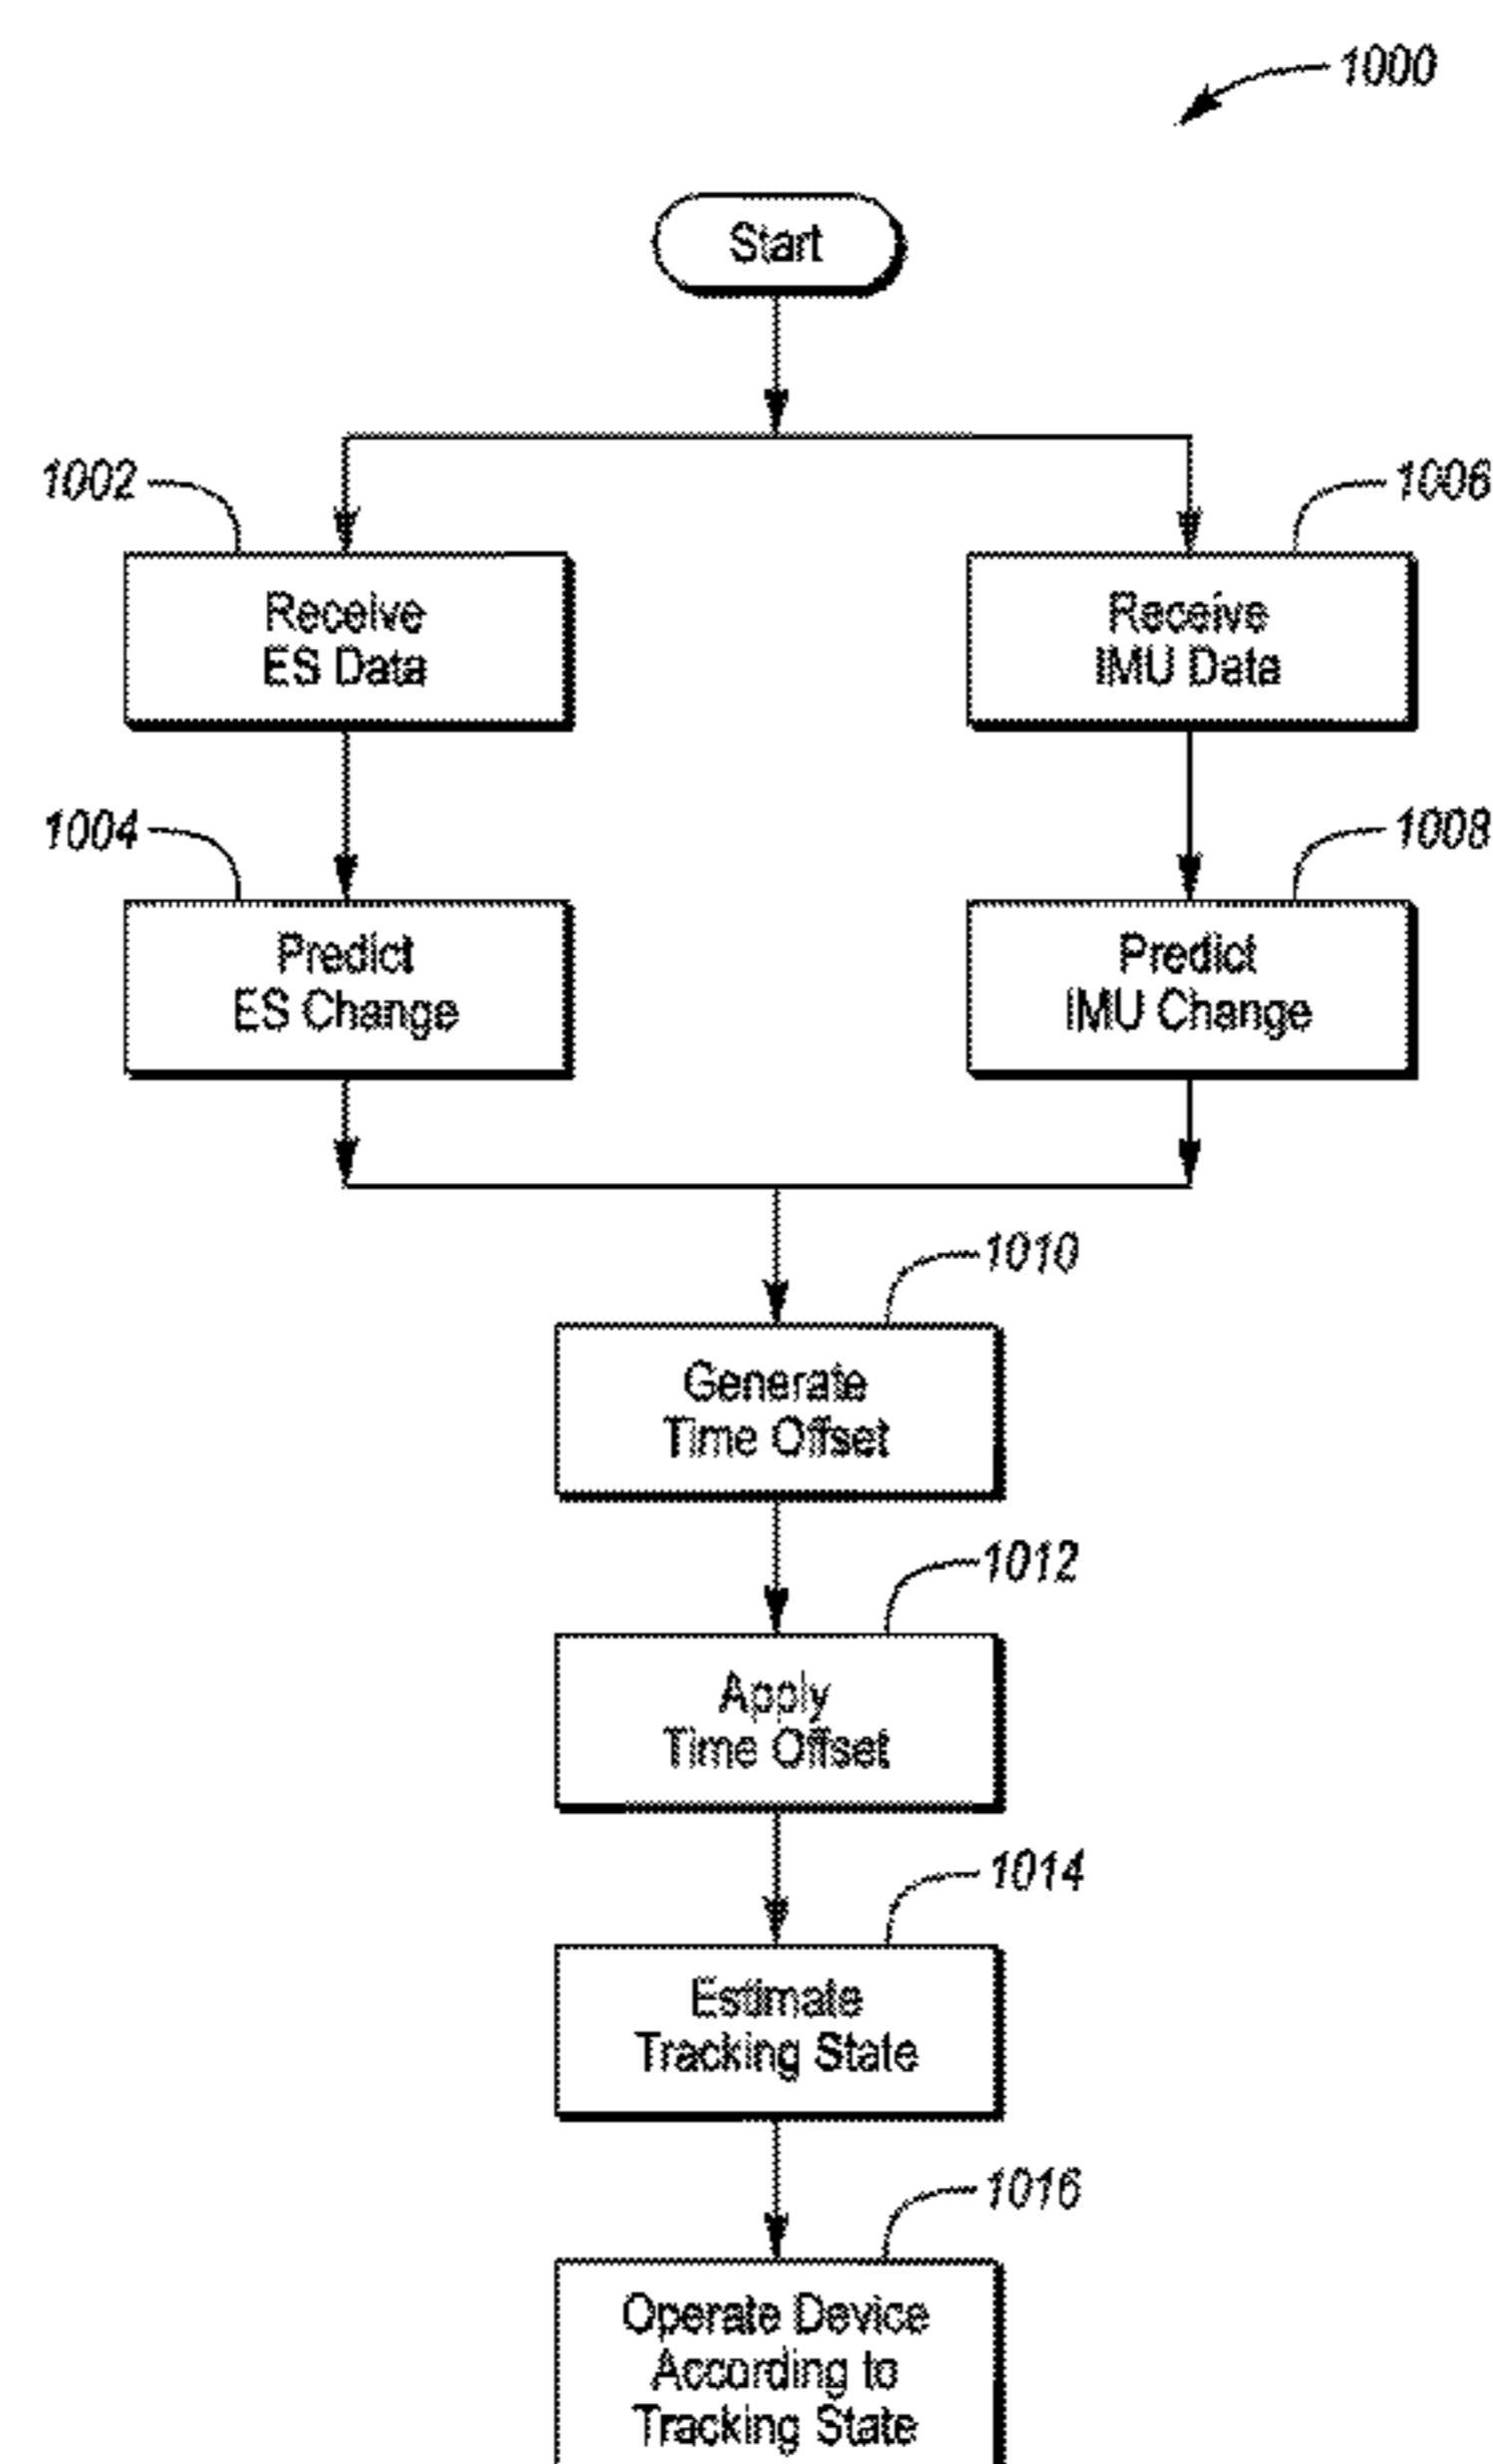 1000
Start
1002
1006
Receive
ES Data
Receive
IMU Data
1004
1008
Predict
ES Change
Predict
IMU Change
1010
Generate
Time Offset
1012
Apply
Time Offset
1014
Estimate
Tracking State
1016
Operate Device
According to
Tracking State